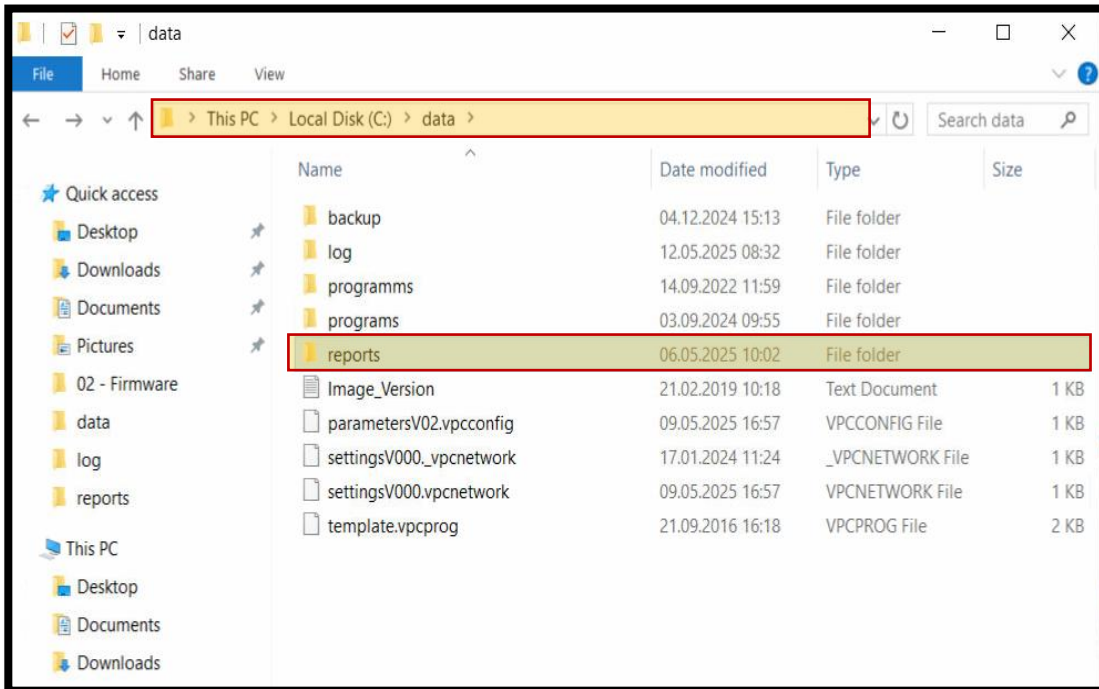 data
File Home Share View
This PC > Local Disk (C:) > data > Search data
Name Date modified Type Size
Quick access
Desktop
Downloads
Documents
Pictures
02 - Firmware
data
log
reports
This PC
Desktop
Documents
Downloads
backup 04.12.2024 15:13 File folder
log 12.05.2025 08:32 File folder
programms 14.09.2022 11:59 File folder
programs 03.09.2024 09:55 File folder
reports 06.05.2025 10:02 File folder
Image_Version 21.02.2019 10:18 Text Document 1 KB
parametersV02.vpcconfig 09.05.2025 16:57 VPCCONFIG File 1 KB
settingsV000._vpcnetwork 17.01.2024 11:24 _VPCNETWORK File 1 KB
settingsV000.vpcnetwork 09.05.2025 16:57 VPCNETWORK File 1 KB
template.vpcprog 21.09.2016 16:18 VPCPROG File 2 KB